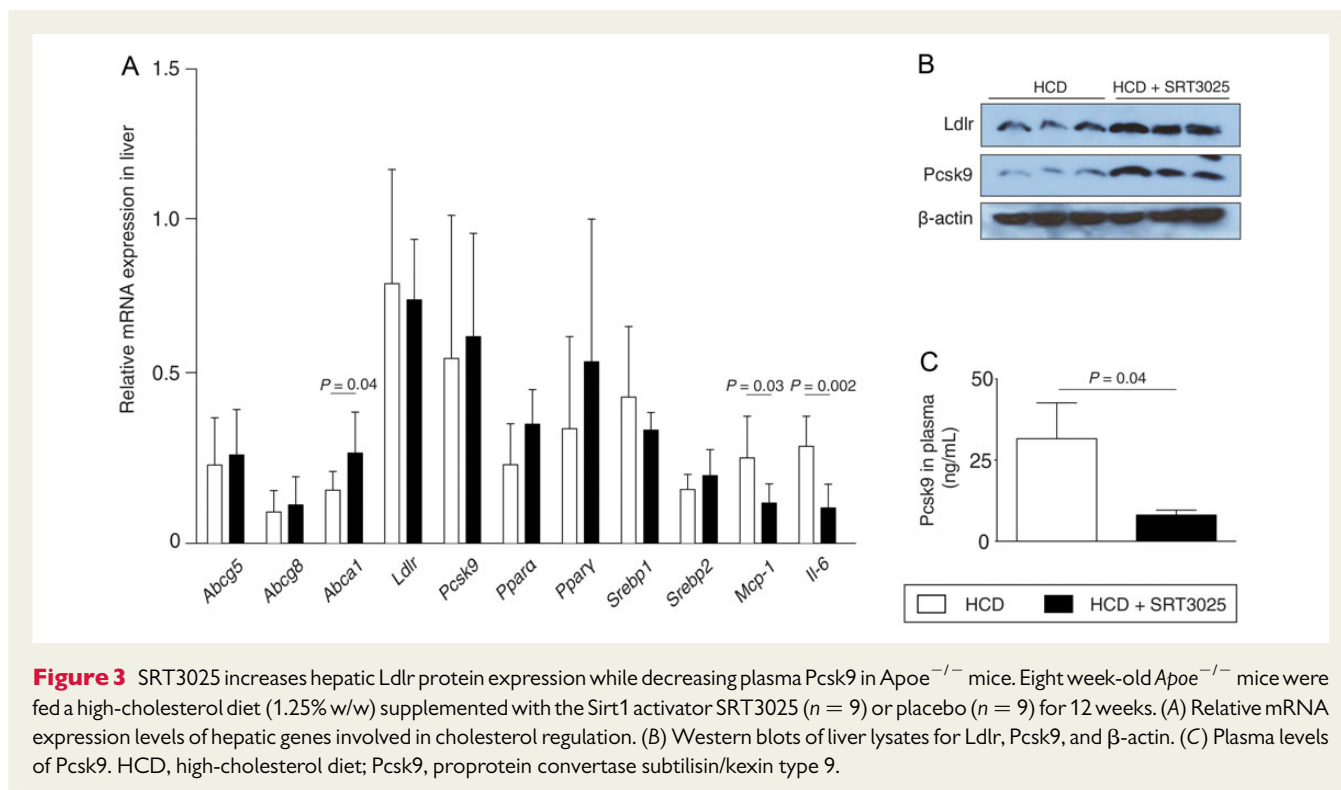 A
Relative mRNA expression in liver
1.5
1.0
0.5
0
P = 0.04
P = 0.03
P = 0.002
Abcg5
Abcg8
Abca1
Ldlr
Pcsk9
Pparα
Pparγ
Srebp1
Srebp2
Mcp-1
Il-6
B
HCD
HCD + SRT3025
Ldlr
Pcsk9
β-actin
C
Pcsk9 in plasma
(ng/mL)
50
25
0
P = 0.04
HCD
HCD + SRT3025
Figure 3 SRT3025 increases hepatic Ldlr protein expression while decreasing plasma Pcsk9 in Apoe−/− mice. Eight week-old Apoe−/− mice were
fed a high-cholesterol diet (1.25% w/w) supplemented with the Sirt1 activator SRT3025 (n = 9) or placebo (n = 9) for 12 weeks. (A) Relative mRNA
expression levels of hepatic genes involved in cholesterol regulation. (B) Western blots of liver lysates for Ldlr, Pcsk9, and β-actin. (C) Plasma levels
of Pcsk9. HCD, high-cholesterol diet; Pcsk9, proprotein convertase subtilisin/kexin type 9.